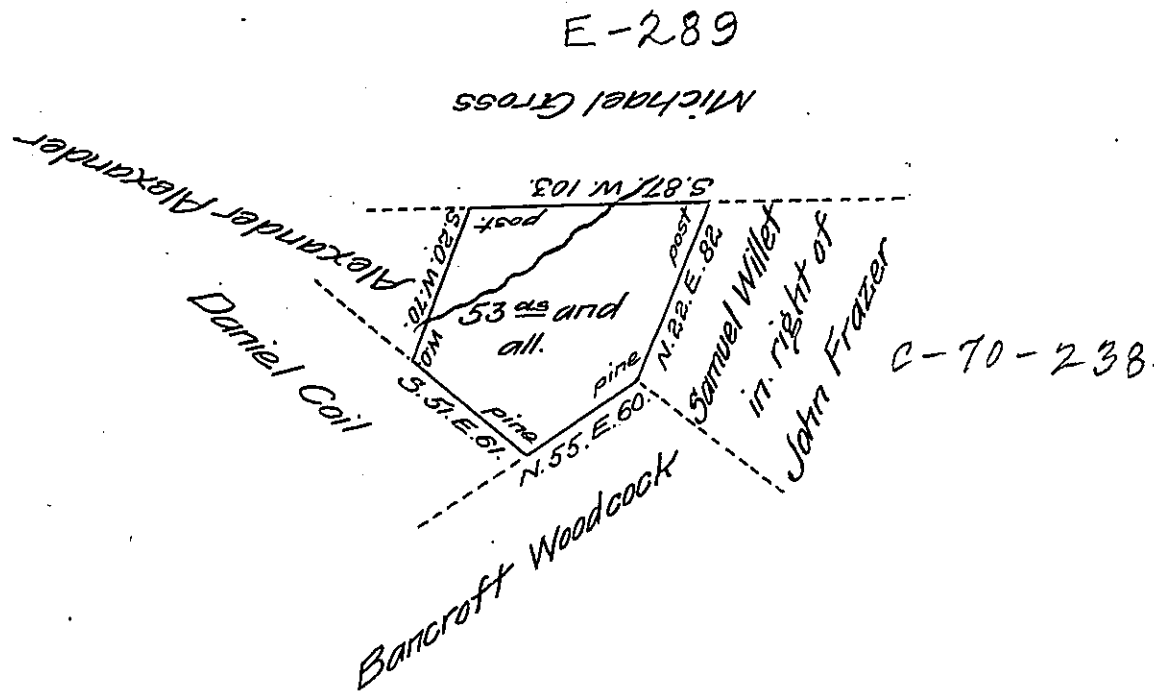 E-289
Michael Gross
Alexander Alexander
S.87.W.103.
post.
post
S.20.W.70.
N.22.E.82
Samuel Willet
in right of
John Frazer
C-70-238.
53 as and
all.
Daniel Coil
wo
S.51.E.61.
pine
pine
N.55.E.60.
Bancroft Woodcock